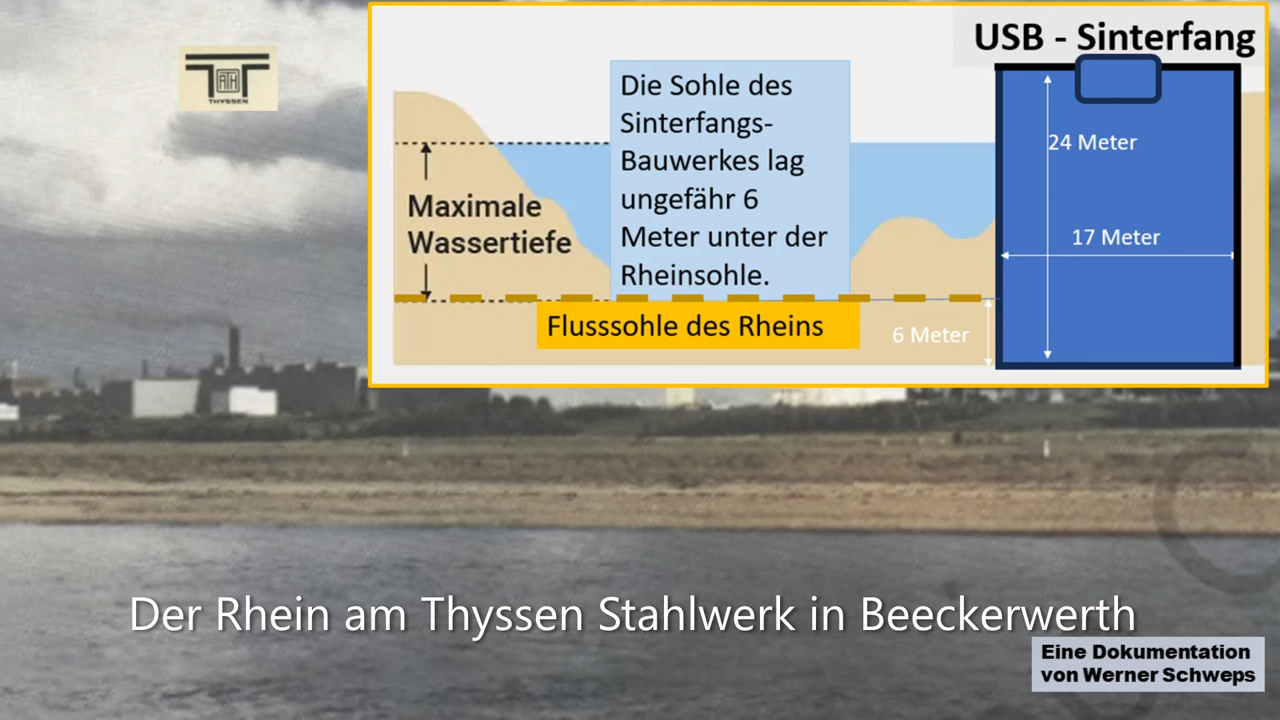 USB - Sinterfang
ATH
THYSSEN
Die Sohle des
Sinterfangs-
Bauwerkes lag
ungefähr 6
Meter unter der
Rheinsohle.
24 Meter
17 Meter
Maximale
Wassertiefe
Flusssohle des Rheins
6 Meter
Der Rhein am Thyssen Stahlwerk in Beeckerwerth
Eine Dokumentation
von Werner Schweps